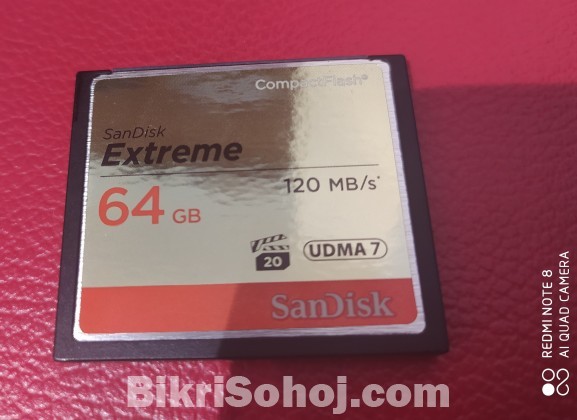 CompactFlash®
SanDisk
Extreme
120 MB/s*
64 GB
20
UDMA 7
SanDisk
BikriSohoj.com
REDMI NOTE 8
AI QUAD CAMERA